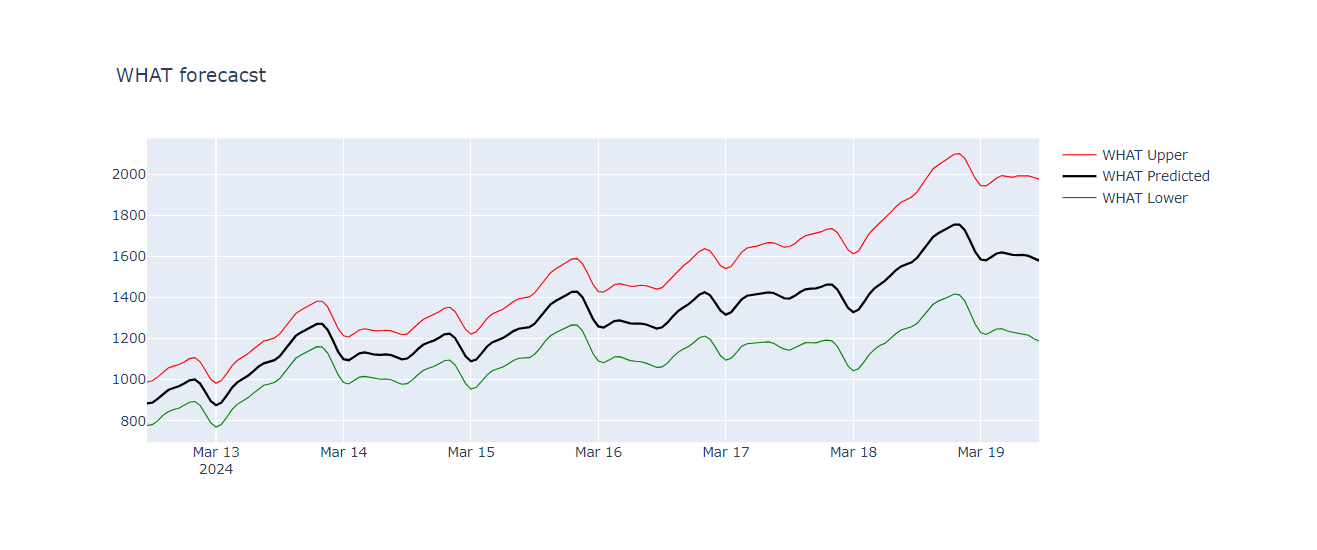 WHAT forecacst
WHAT Upper
WHAT Predicted
WHAT Lower
2000
1800
1600
1400
1200
1000
800
Mar 13
2024
Mar 14
Mar 15
Mar 16
Mar 17
Mar 18
Mar 19